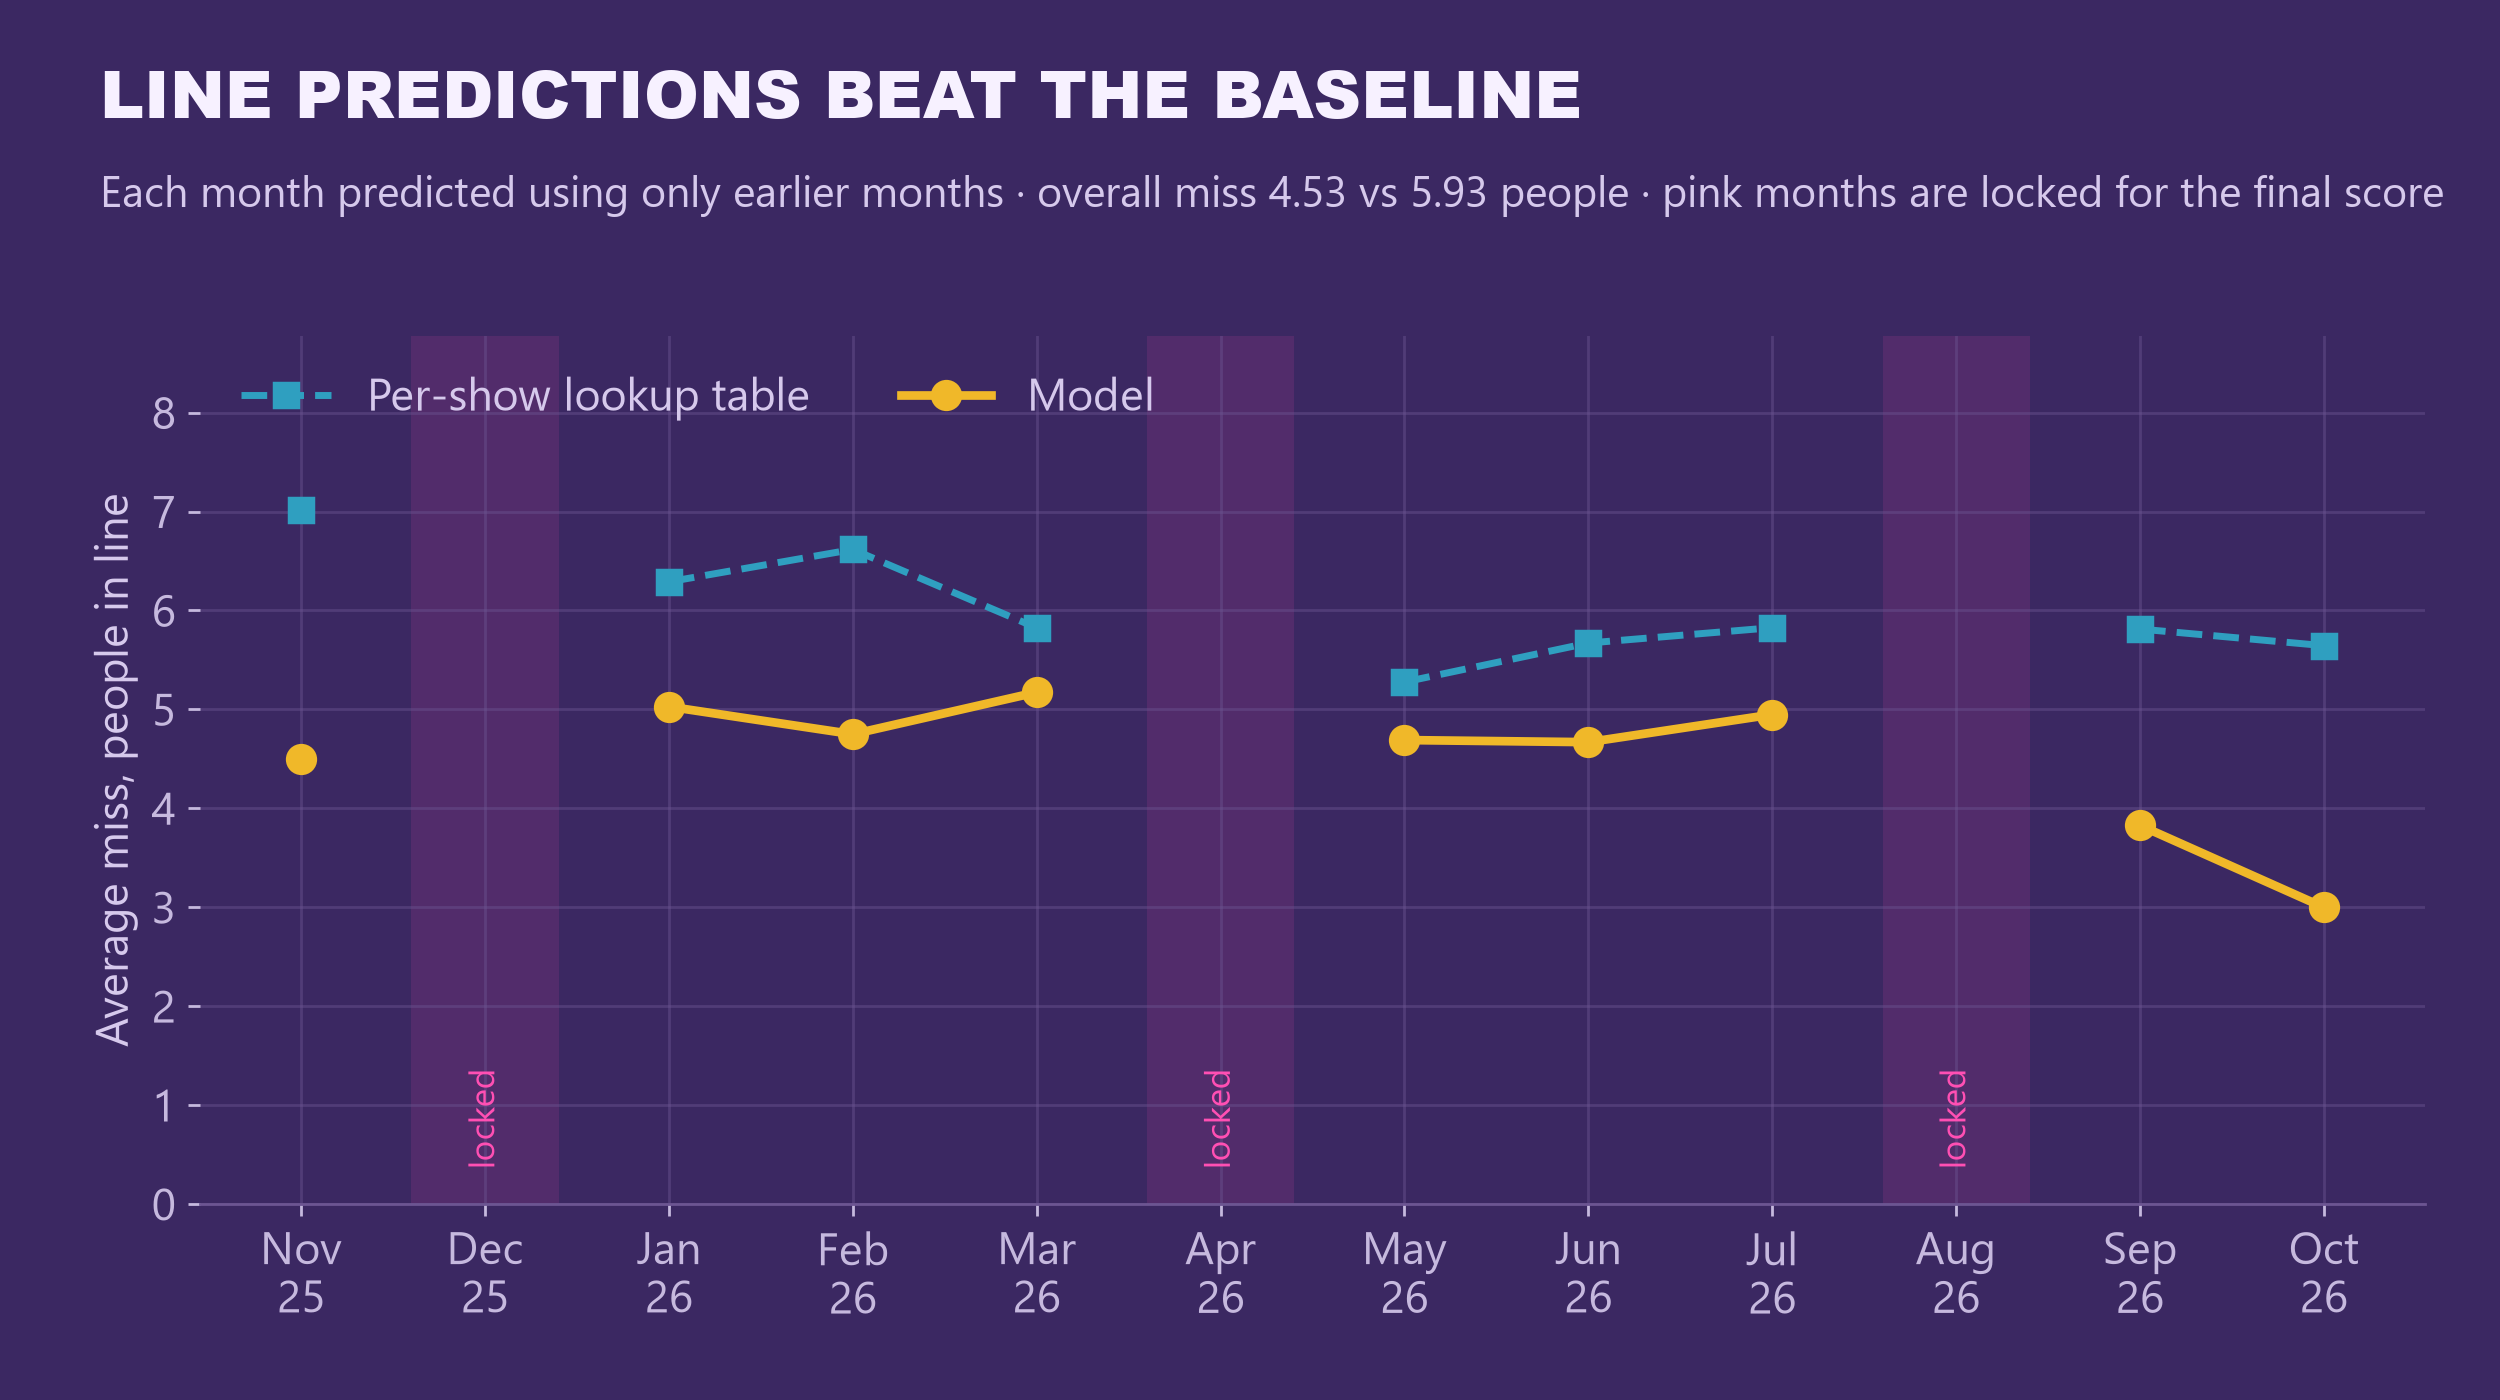 LINE PREDICTIONS BEAT THE BASELINE
Each month predicted using only earlier months · overall miss 4.53 vs 5.93 people · pink months are locked for the final score
Per-show lookup table
Model
Average miss, people in line
8
7
6
5
4
3
2
1
0
locked
locked
locked
Nov
25
Dec
25
Jan
26
Feb
26
Mar
26
Apr
26
May
26
Jun
26
Jul
26
Aug
26
Sep
26
Oct
26